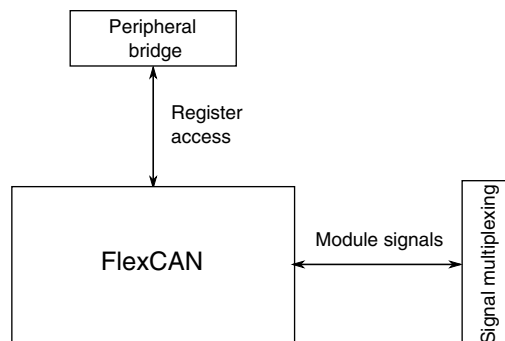 Peripheral
bridge
Register
access
FlexCAN
Module signals
Signal multiplexing